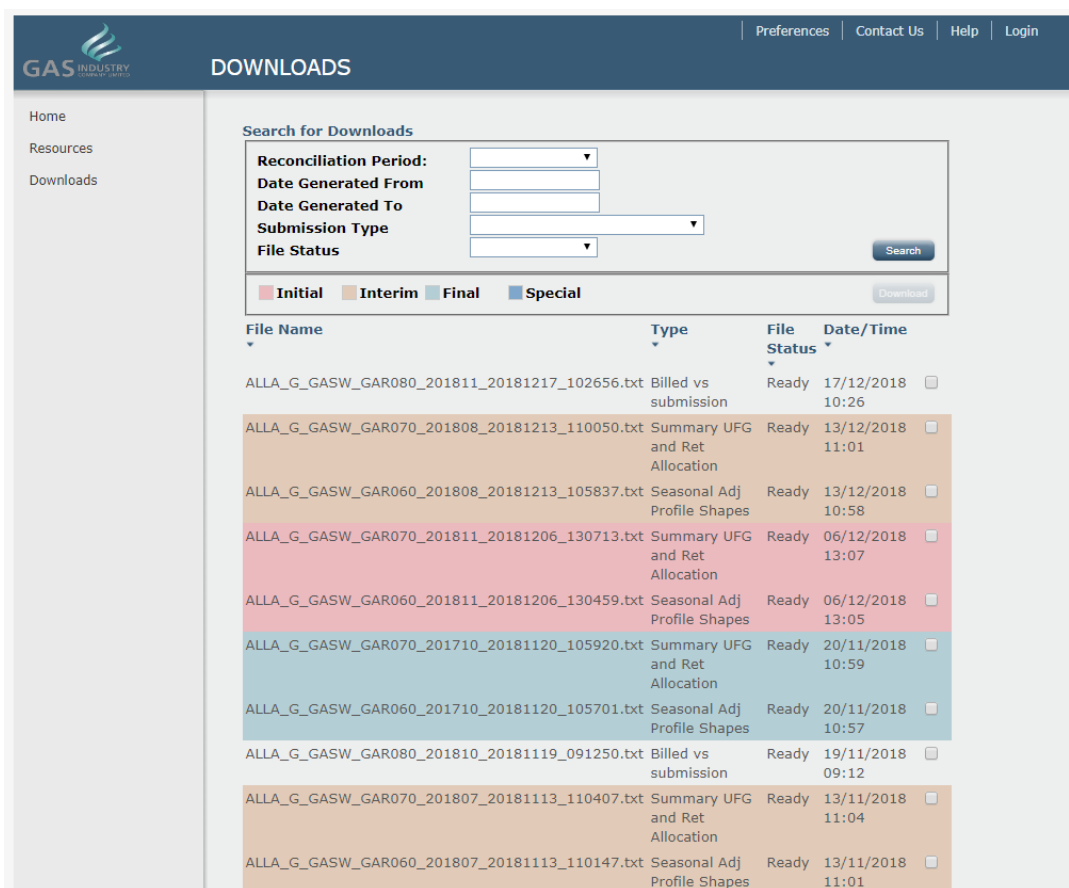 Preferences Contact Us Help Login
GAS INDUSTRY
COMPANY LIMITED
DOWNLOADS
Home
Resources
Downloads
Search for Downloads
Reconciliation Period:
Date Generated From
Date Generated To
Submission Type
File Status
Search
Initial Interim Final Special
Download
File Name Type File Date/Time
Status
ALLA_G_GASW_GAR080_201811_20181217_102656.txt Billed vs Ready 17/12/2018
submission 10:26
ALLA_G_GASW_GAR070_201808_20181213_110050.txt Summary UFG Ready 13/12/2018
and Ret 11:01
Allocation
ALLA_G_GASW_GAR060_201808_20181213_105837.txt Seasonal Adj Ready 13/12/2018
Profile Shapes 10:58
ALLA_G_GASW_GAR070_201811_20181206_130713.txt Summary UFG Ready 06/12/2018
and Ret 13:07
Allocation
ALLA_G_GASW_GAR060_201811_20181206_130459.txt Seasonal Adj Ready 06/12/2018
Profile Shapes 13:05
ALLA_G_GASW_GAR070_201710_20181120_105920.txt Summary UFG Ready 20/11/2018
and Ret 10:59
Allocation
ALLA_G_GASW_GAR060_201710_20181120_105701.txt Seasonal Adj Ready 20/11/2018
Profile Shapes 10:57
ALLA_G_GASW_GAR080_201810_20181119_091250.txt Billed vs Ready 19/11/2018
submission 09:12
ALLA_G_GASW_GAR070_201807_20181113_110407.txt Summary UFG Ready 13/11/2018
and Ret 11:04
Allocation
ALLA_G_GASW_GAR060_201807_20181113_110147.txt Seasonal Adj Ready 13/11/2018
Profile Shapes 11:01